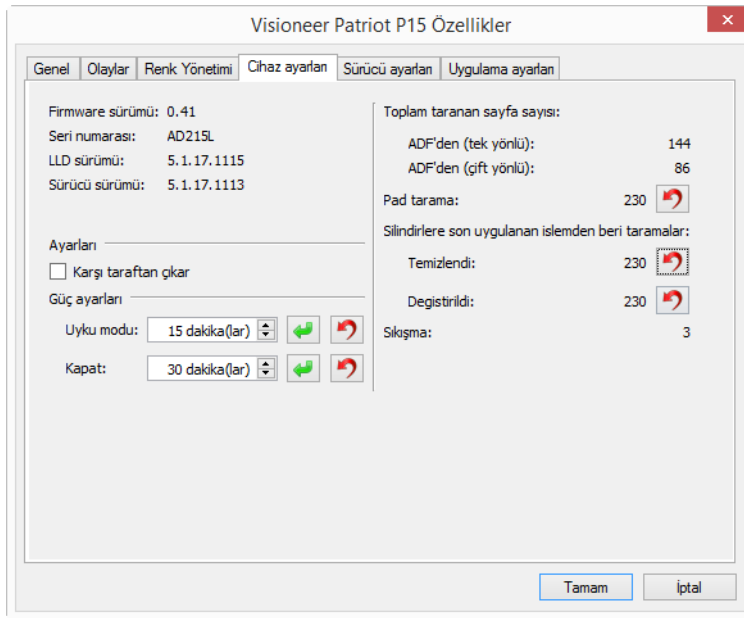 Visioneer Patriot P15 Özellikler
Genel Olaylar Renk Yönetimi Cihaz ayarları Sürücü ayarları Uygulama ayarları
Firmware sürümü: 0.41
Seri numarası: AD215L
LLD sürümü: 5.1.17.1115
Sürücü sürümü: 5.1.17.1113
Ayarları
Karşı taraftan çıkar
Güç ayarları
Uyku modu: 15 dakika(lar)
Kapat: 30 dakika(lar)
Toplam taranan sayfa sayısı:
ADF'den (tek yönlü): 144
ADF'den (çift yönlü): 86
Pad tarama: 230
Silindirlere son uygulanan islemden beri taramalar:
Temizlendi: 230
Degistirildi: 230
Sıkışma: 3
Tamam İptal